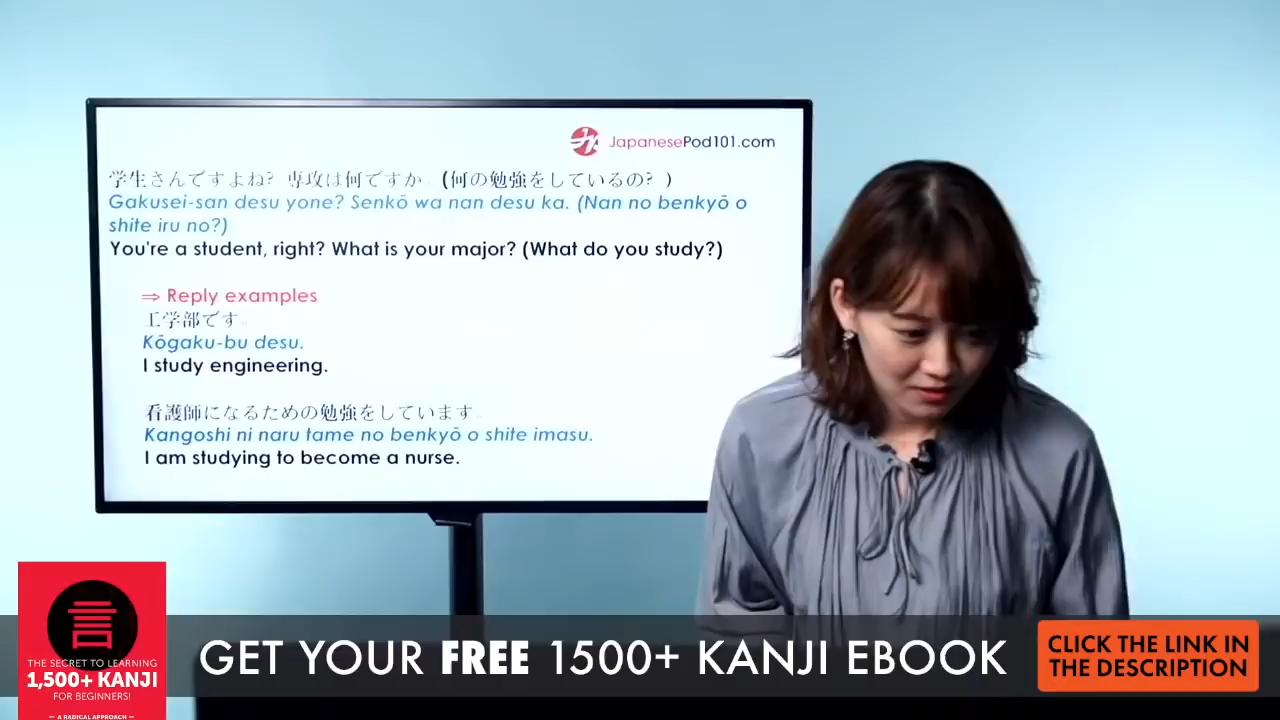 JapanesePod101.com
学生さんですよね? 専攻は何ですか。(何の勉強をしているの? )
Gakusei-san desu yone? Senkō wa nan desu ka. (Nan no benkyō o
shite iru no?)
You're a student, right? What is your major? (What do you study?)
⇒ Reply examples
工学部です。
Kōgaku-bu desu.
I study engineering.
看護師になるための勉強をしています。
Kangoshi ni naru tame no benkyō o shite imasu.
I am studying to become a nurse.
言
THE SECRET TO LEARNING
1,500+ KANJI
FOR BEGINNERS!
— A RADICAL APPROACH —
GET YOUR FREE 1500+ KANJI EBOOK
CLICK THE LINK IN
THE DESCRIPTION